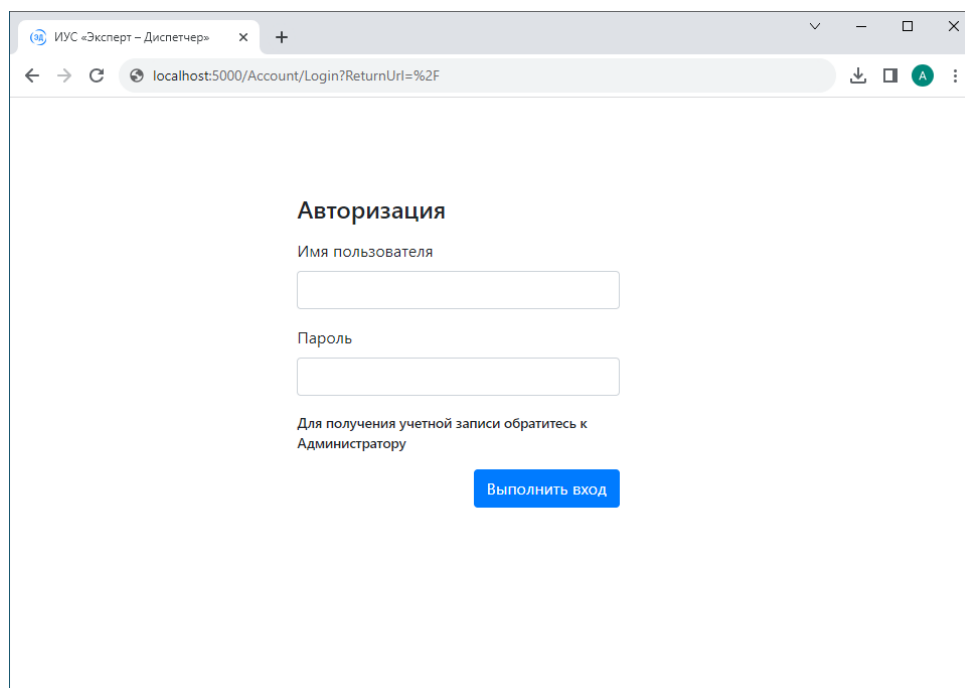 ЭД ИУС «Эксперт – Диспетчер»
localhost:5000/Account/Login?ReturnUrl=%2F
A
Авторизация
Имя пользователя
Пароль
Для получения учетной записи обратитесь к
Администратору
Выполнить вход